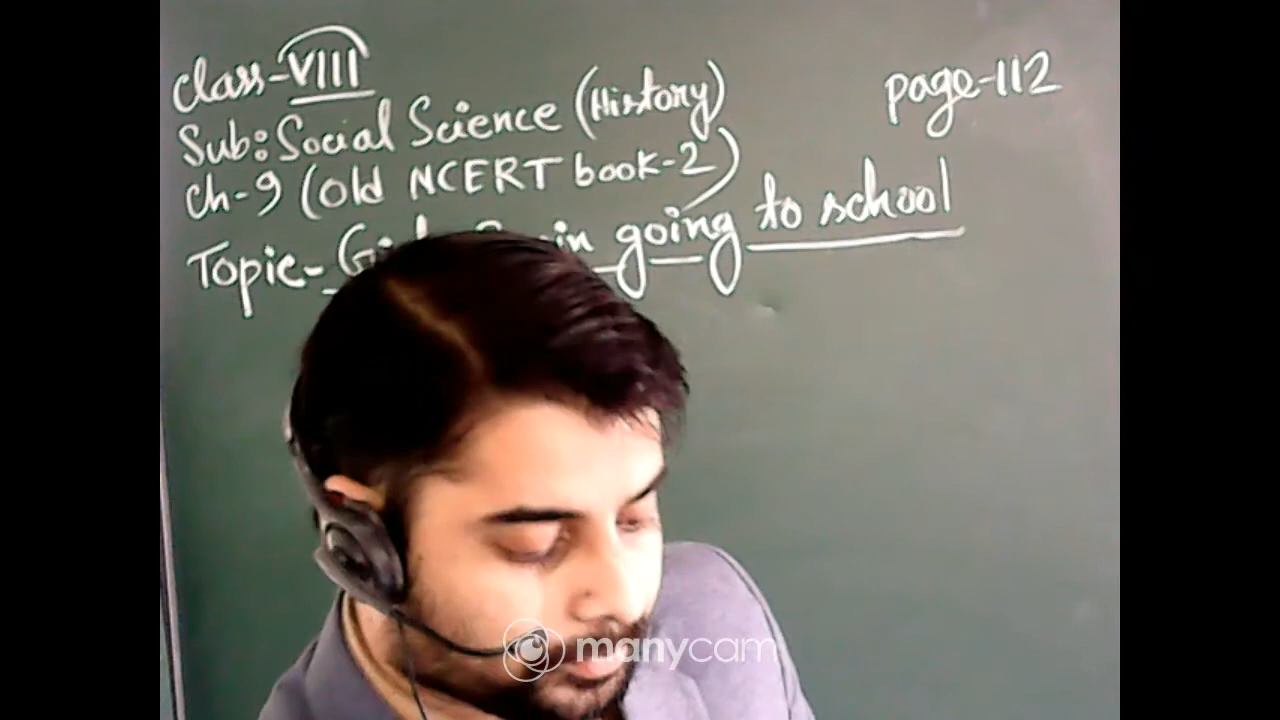 Class-VIII
page-112
Sub: Social Science (History)
Ch-9 (Old NCERT book-2)
Topic- going to school
manycam